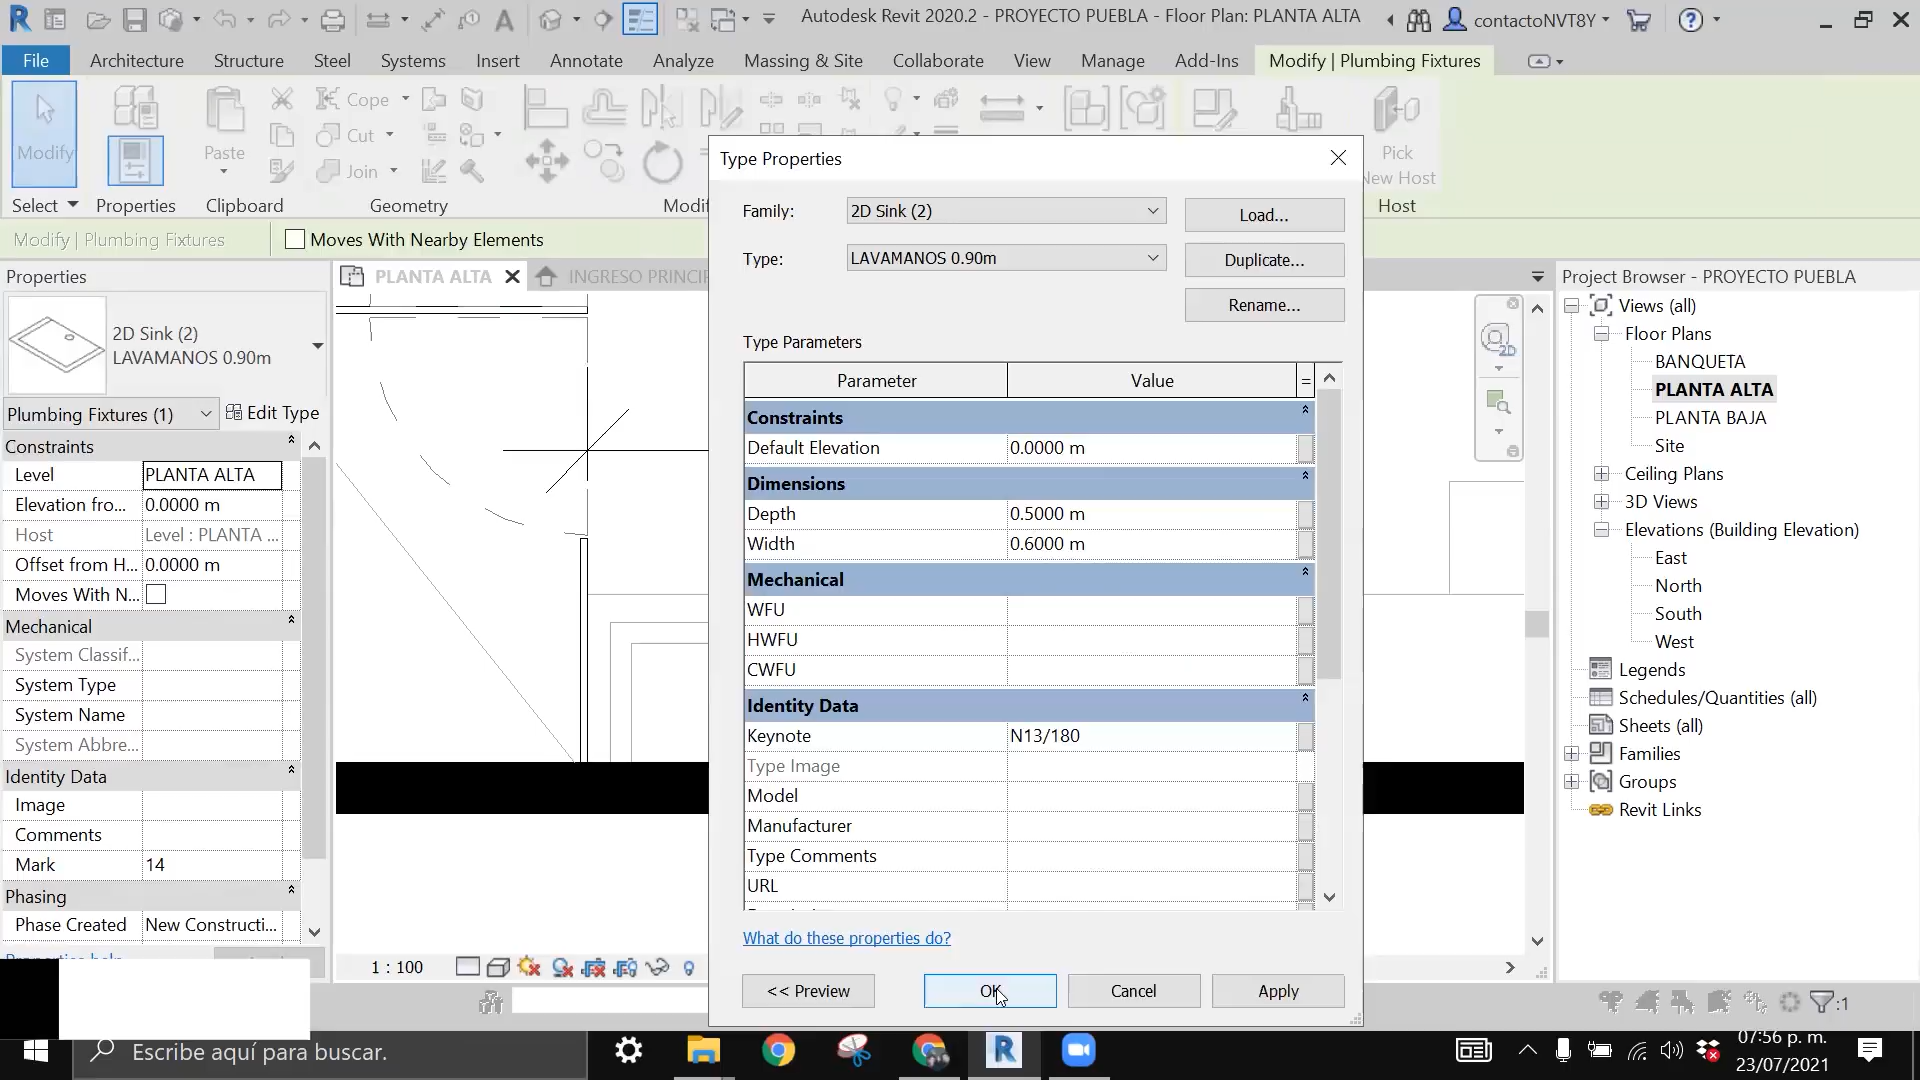 Autodesk Revit 2020.2 - PROYECTO PUEBLA - Floor Plan: PLANTA ALTA
contactoNVT8Y
File Architecture Structure Steel Systems Insert Annotate Analyze Massing & Site Collaborate View Manage Add-Ins Modify | Plumbing Fixtures
Modify
Paste
Cope
Cut
Join
Pick
New Host
Select Properties Clipboard Geometry Modif Host
Modify | Plumbing Fixtures
Moves With Nearby Elements
Properties
2D Sink (2)
LAVAMANOS 0.90m
Plumbing Fixtures (1)
Edit Type
Constraints
Level PLANTA ALTA
Elevation fro... 0.0000 m
Host Level : PLANTA ...
Offset from H... 0.0000 m
Moves With N...
Mechanical
System Classif...
System Type
System Name
System Abbre...
Identity Data
Image
Comments
Mark 14
Phasing
Phase Created New Constructi...
PLANTA ALTA
INGRESO PRINCIP
2D
1 : 100
Type Properties
Family: 2D Sink (2) Load...
Type: LAVAMANOS 0.90m Duplicate...
Rename...
Type Parameters
Parameter Value =
Constraints
Default Elevation 0.0000 m
Dimensions
Depth 0.5000 m
Width 0.6000 m
Mechanical
WFU
HWFU
CWFU
Identity Data
Keynote N13/180
Type Image
Model
Manufacturer
Type Comments
URL
What do these properties do?
<< Preview OK Cancel Apply
Project Browser - PROYECTO PUEBLA
Views (all)
Floor Plans
BANQUETA
PLANTA ALTA
PLANTA BAJA
Site
Ceiling Plans
3D Views
Elevations (Building Elevation)
East
North
South
West
Legends
Schedules/Quantities (all)
Sheets (all)
Families
Groups
Revit Links
:1
Escribe aquí para buscar.
07:56 p. m.
23/07/2021